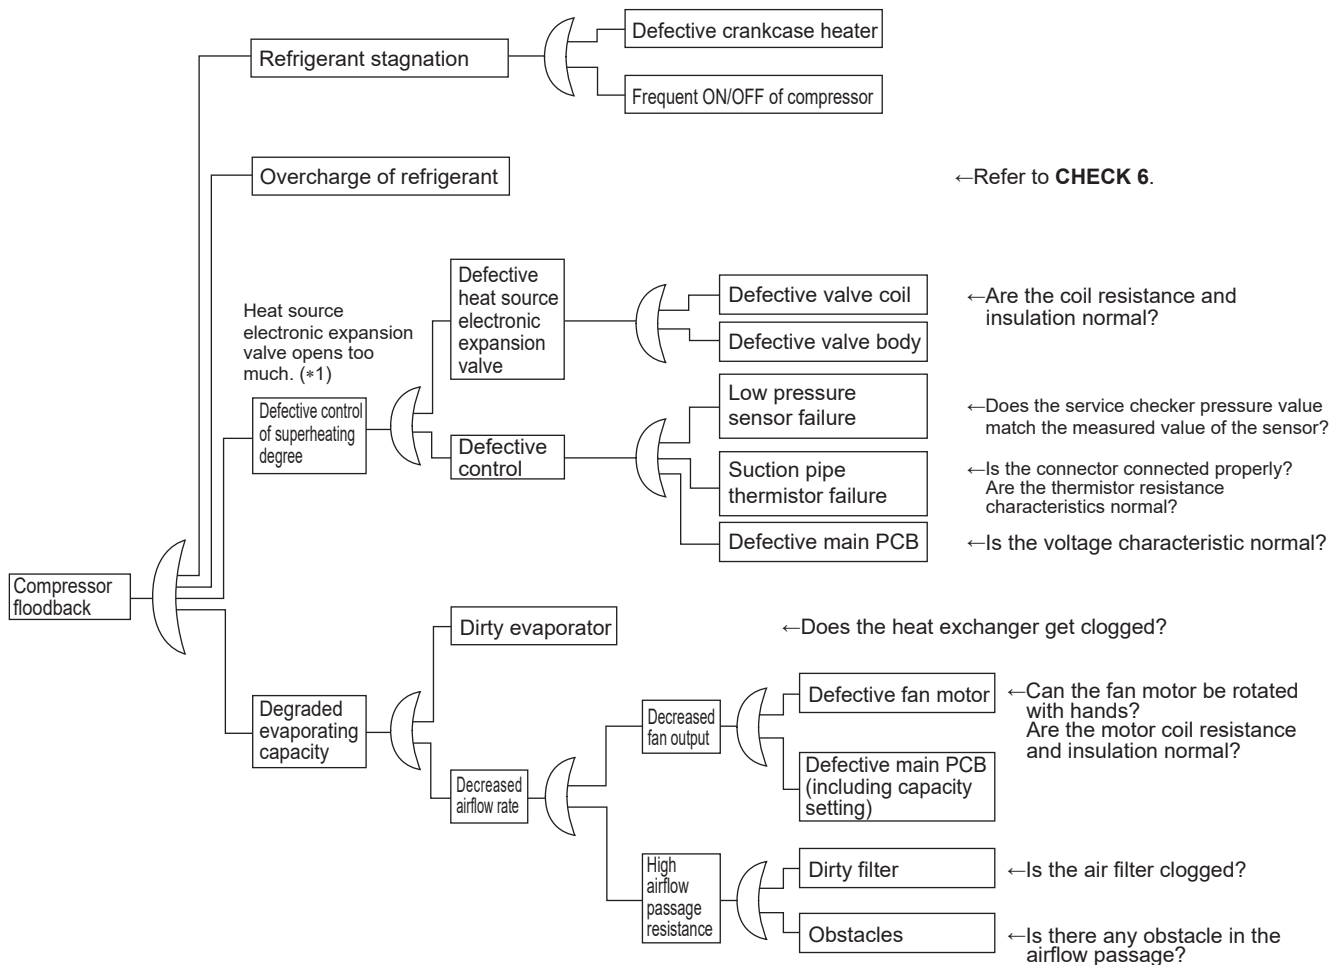 Defective crankcase heater
Refrigerant stagnation
Frequent ON/OFF of compressor
Overcharge of refrigerant
←Refer to CHECK 6.
Defective
heat source
electronic
expansion
valve
Defective valve coil
←Are the coil resistance and
insulation normal?
Defective valve body
Heat source
electronic expansion
valve opens too
much. (*1)
Defective control
of superheating
degree
Low pressure
sensor failure
←Does the service checker pressure value
match the measured value of the sensor?
Defective
control
Suction pipe
thermistor failure
←Is the connector connected properly?
Are the thermistor resistance
characteristics normal?
Defective main PCB
←Is the voltage characteristic normal?
Compressor
floodback
Dirty evaporator
←Does the heat exchanger get clogged?
Degraded
evaporating
capacity
Decreased
fan output
Defective fan motor
←Can the fan motor be rotated
with hands?
Are the motor coil resistance
and insulation normal?
Defective main PCB
(including capacity
setting)
Decreased
airflow rate
High
airflow
passage
resistance
Dirty filter
←Is the air filter clogged?
Obstacles
←Is there any obstacle in the
airflow passage?